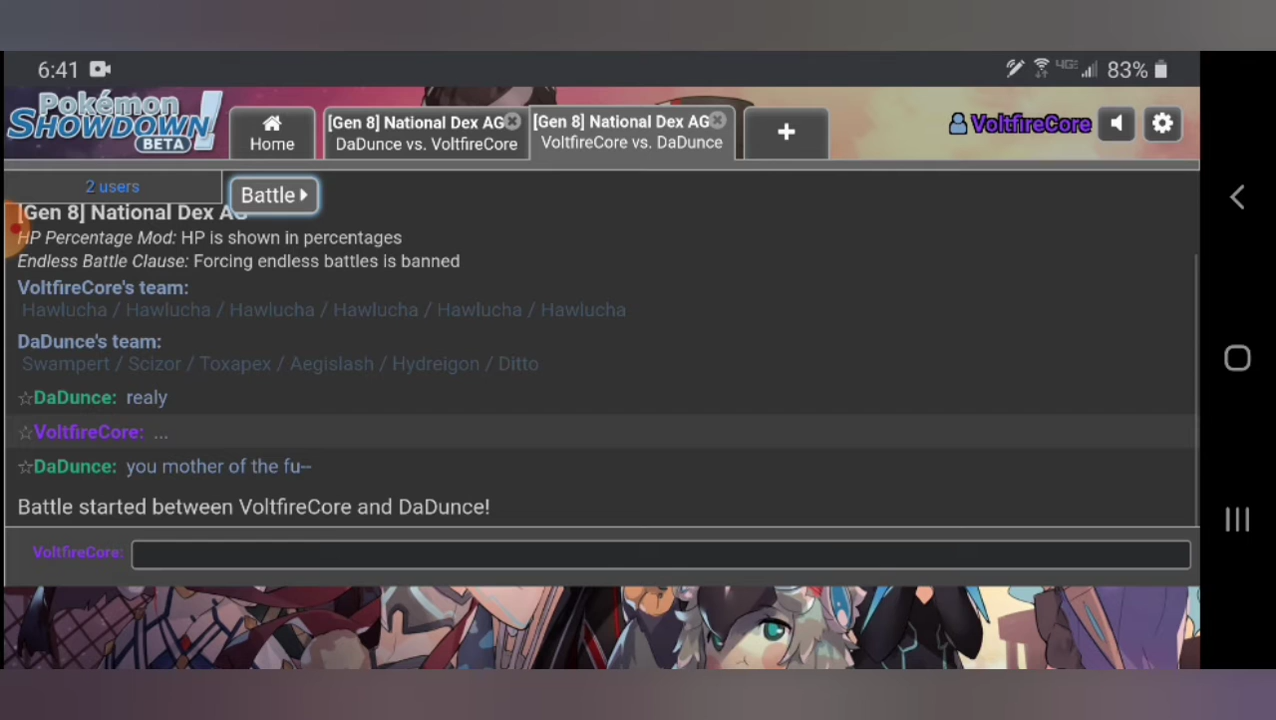 6:41 4GE 83%
Pokémon
SHOWDOWN!
BETA
Home
[Gen 8] National Dex AG
DaDunce vs. VoltfireCore
[Gen 8] National Dex AG
VoltfireCore vs. DaDunce
+
VoltfireCore
2 users
Battle
[Gen 8] National Dex AG
HP Percentage Mod: HP is shown in percentages
Endless Battle Clause: Forcing endless battles is banned
VoltfireCore's team:
Hawlucha / Hawlucha / Hawlucha / Hawlucha / Hawlucha / Hawlucha
DaDunce's team:
Swampert / Scizor / Toxapex / Aegislash / Hydreigon / Ditto
☆DaDunce: realy
☆VoltfireCore: ...
☆DaDunce: you mother of the fu--
Battle started between VoltfireCore and DaDunce!
VoltfireCore: